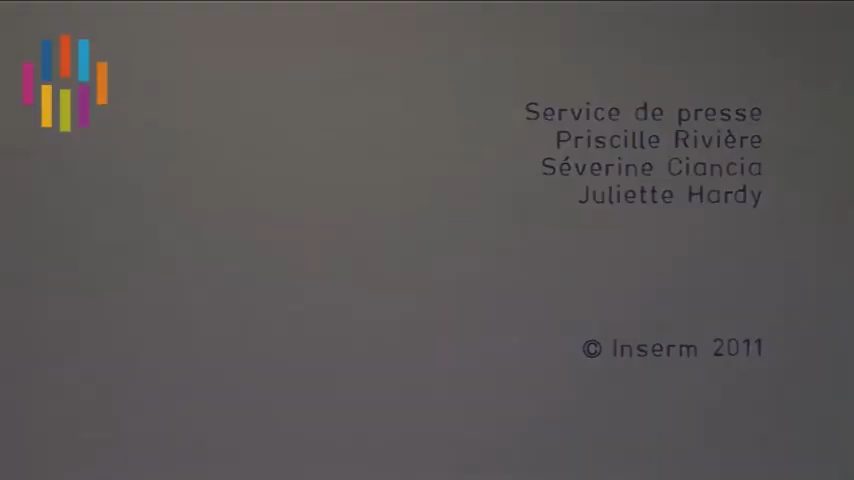 Service de presse
Priscille Rivière
Séverine Ciancia
Juliette Hardy
© Inserm 2011